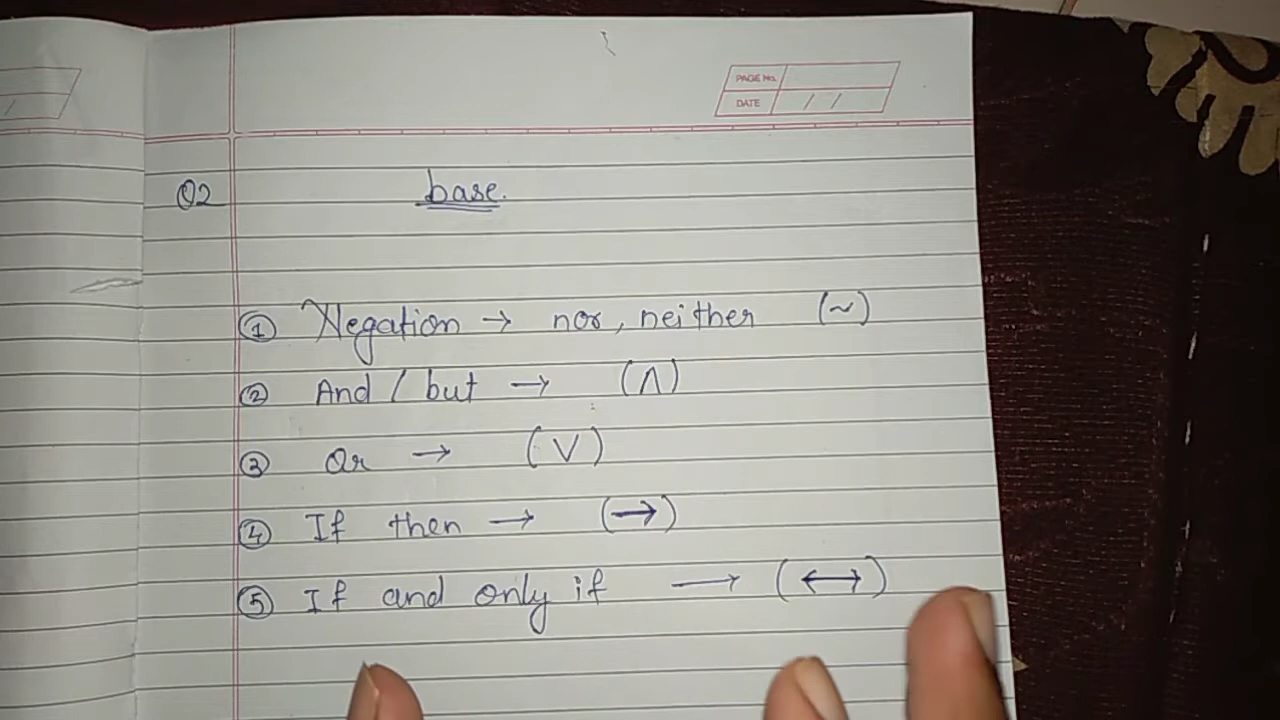 PAGE No.
DATE / /
Q2 base.
① Negation → nor, neither (~)
② And / but → (∧)
③ Or → (∨)
④ If then → (→)
⑤ If and only if → (↔)